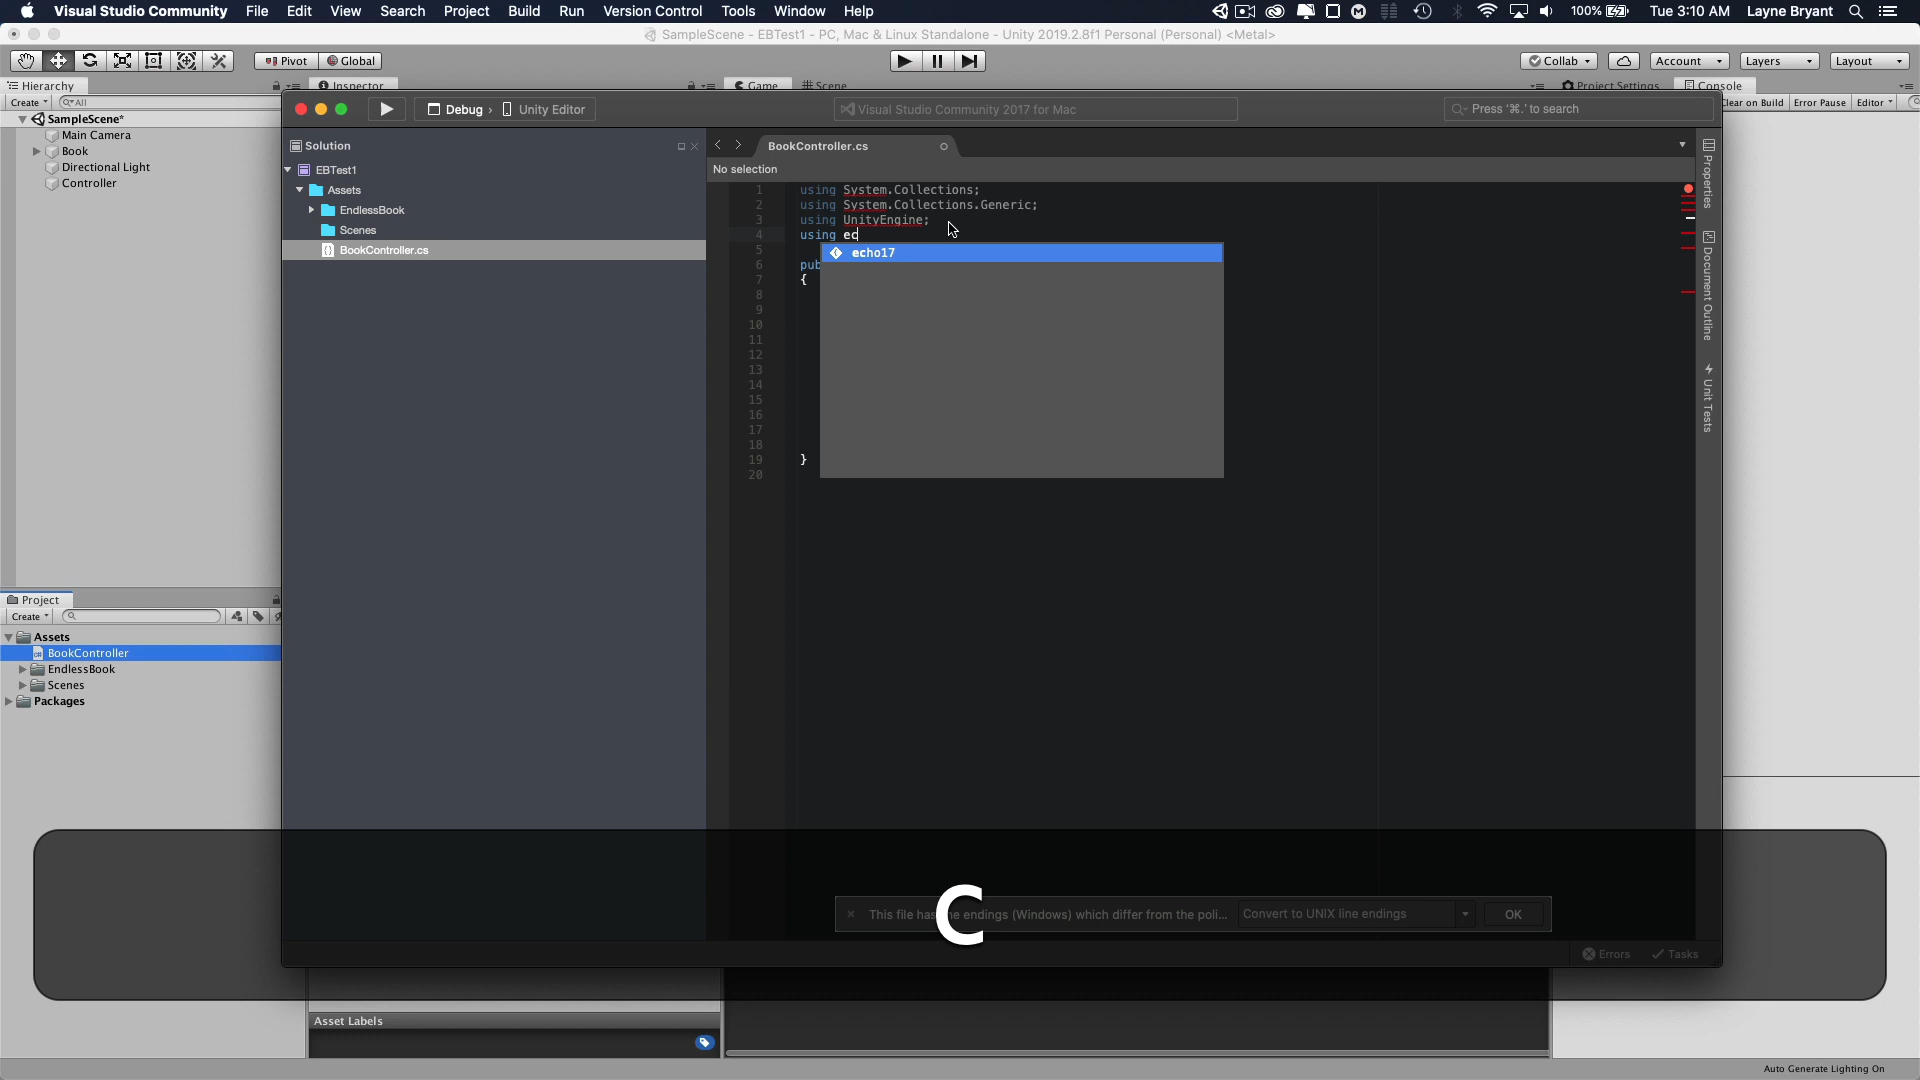 Visual Studio Community File Edit View Search Project Build Run Version Control Tools Window Help 100% Tue 3:10 AM Layne Bryant
SampleScene - EBTest1 - PC, Mac & Linux Standalone - Unity 2019.2.8f1 Personal (Personal) <Metal>
Pivot Global Collab Account Layers Layout
Hierarchy Inspector Game Scene Project Settings Console
Create All Clear on Build Error Pause Editor
SampleScene*
Main Camera
Book
Directional Light
Controller
Debug › Unity Editor Visual Studio Community 2017 for Mac Press '⌘.' to search
Solution
EBTest1
Assets
EndlessBook
Scenes
BookController.cs
BookController.cs
No selection
1 using System.Collections;
2 using System.Collections.Generic;
3 using UnityEngine;
4 using ec
5
echo17
6 pub
7 {
8
9
10
11
12
13
14
15
16
17
18
19 }
20
Properties
Document Outline
Unit Tests
Project
Create
Assets
BookController
EndlessBook
Scenes
Packages
This file has
ne endings (Windows) which differ from the poli... Convert to UNIX line endings OK
C
Errors Tasks
Asset Labels
Auto Generate Lighting On